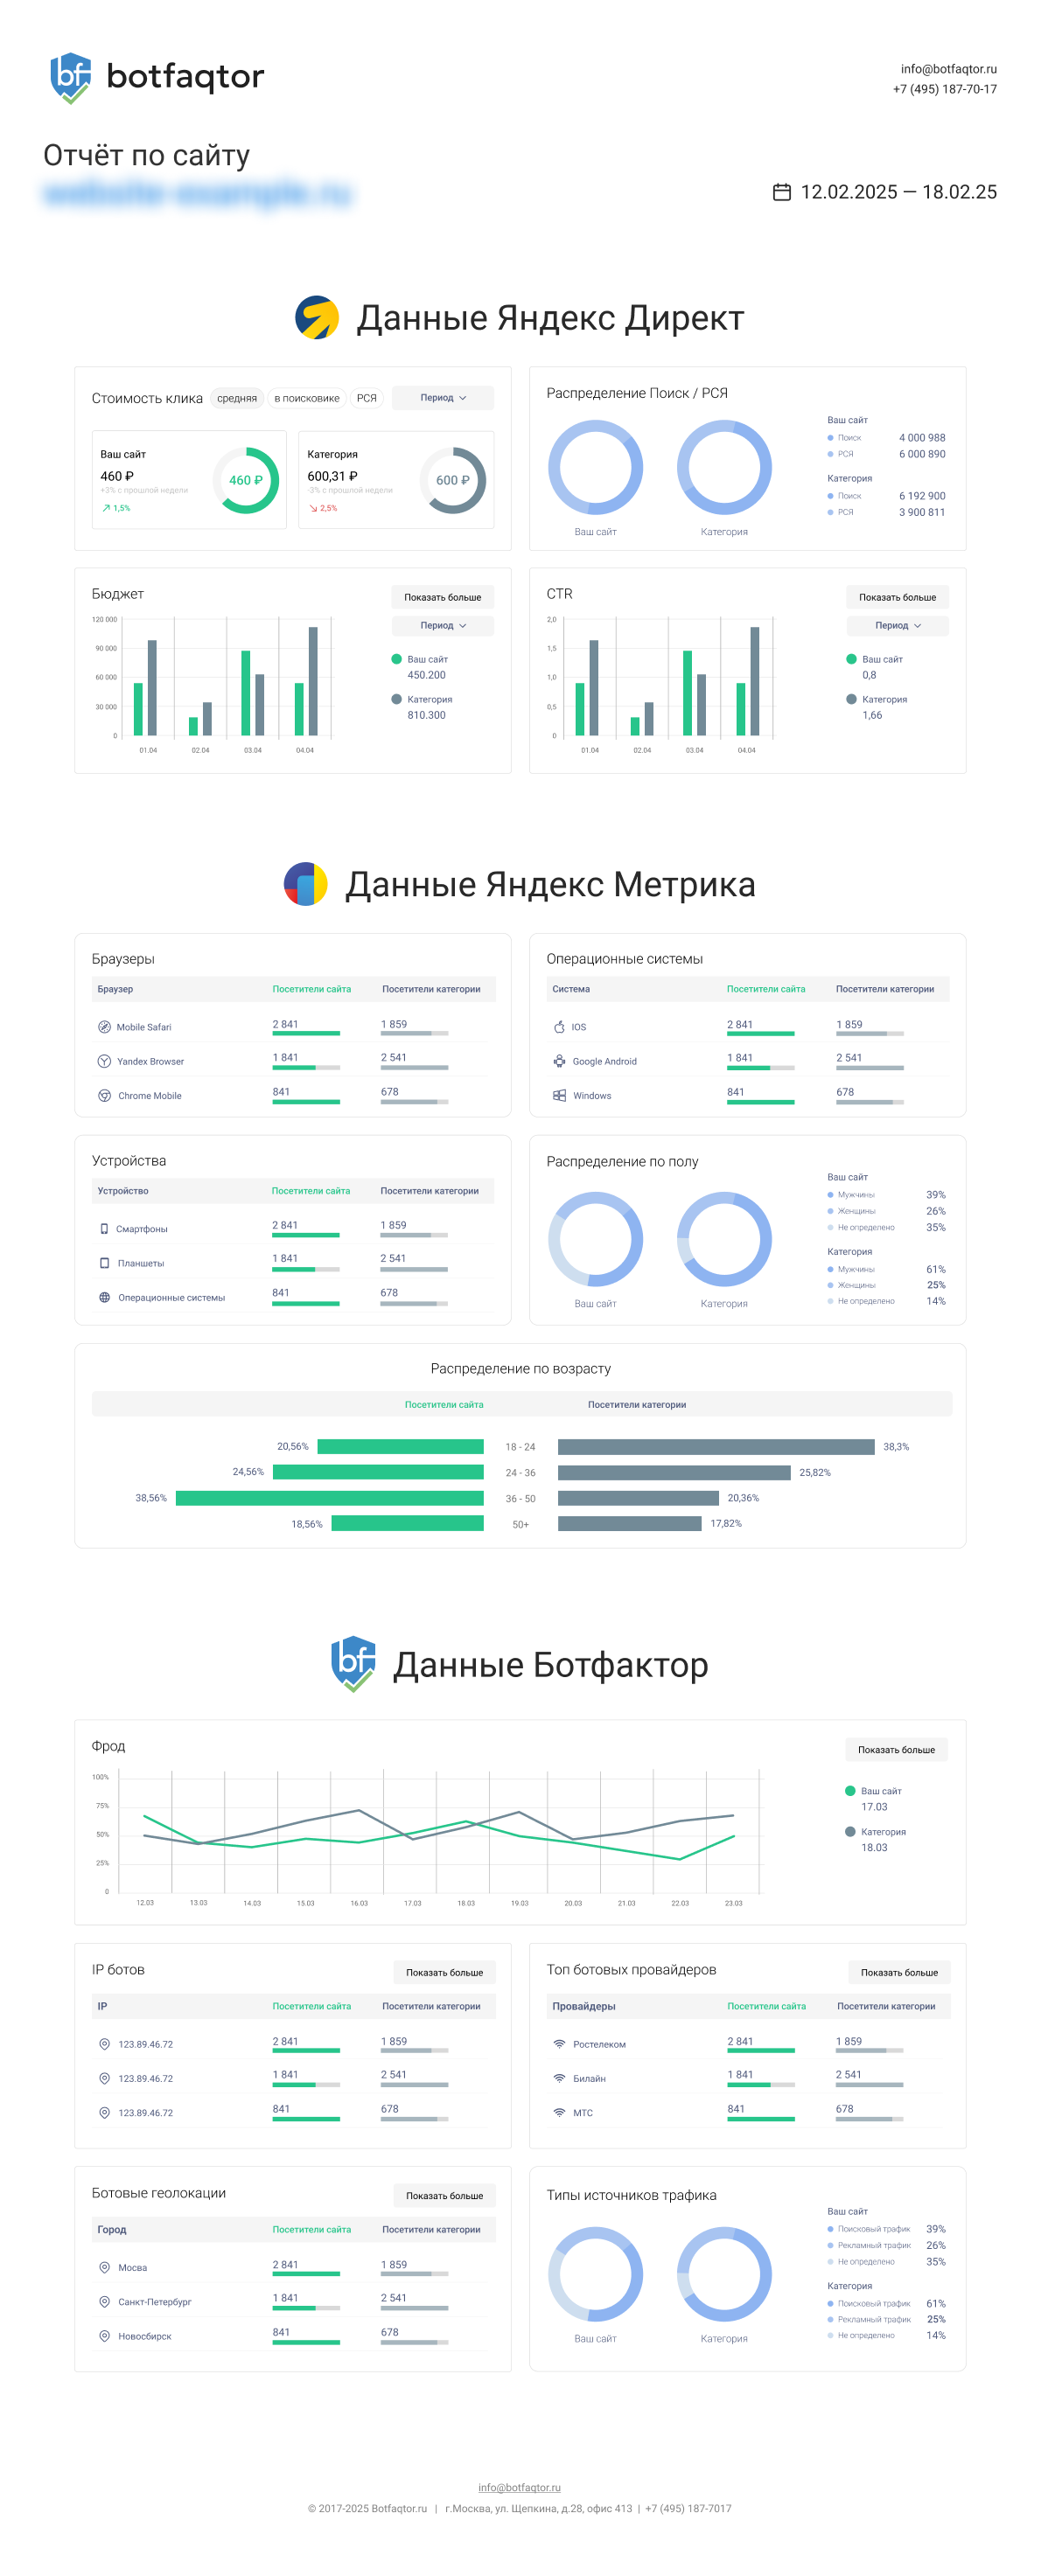 botfaqtor
info@botfaqtor.ru
+7 (495) 187-70-17
Отчёт по сайту
website-example.ru
12.02.2025 — 18.02.25
Данные Яндекс Директ
Стоимость клика средняя в поисковике РСЯ Период
Ваш сайт
460 ₽
+3% с прошлой недели
1,5%
460 ₽
Категория
600,31 ₽
-3% с прошлой недели
2,5%
600 ₽
Распределение Поиск / РСЯ
Ваш сайт
Категория
Ваш сайт
Поиск 4 000 988
РСЯ 6 000 890
Категория
Поиск 6 192 900
РСЯ 3 900 811
Бюджет
Показать больше
Период
120 000
90 000
60 000
30 000
0
01.04 02.04 03.04 04.04
Ваш сайт
450.200
Категория
810.300
CTR
Показать больше
Период
2,0
1,5
1,0
0,5
0
01.04 02.04 03.04 04.04
Ваш сайт
0,8
Категория
1,66
Данные Яндекс Метрика
Браузеры
Браузер Посетители сайта Посетители категории
Mobile Safari 2 841 1 859
Yandex Browser 1 841 2 541
Chrome Mobile 841 678
Операционные системы
Система Посетители сайта Посетители категории
IOS 2 841 1 859
Google Android 1 841 2 541
Windows 841 678
Устройства
Устройство Посетители сайта Посетители категории
Смартфоны 2 841 1 859
Планшеты 1 841 2 541
Операционные системы 841 678
Распределение по полу
Ваш сайт
Категория
Ваш сайт
Мужчины 39%
Женщины 26%
Не определено 35%
Категория
Мужчины 61%
Женщины 25%
Не определено 14%
Распределение по возрасту
Посетители сайта Посетители категории
20,56% 18 - 24 38,3%
24,56% 24 - 36 25,82%
38,56% 36 - 50 20,36%
18,56% 50+ 17,82%
Данные Ботфактор
Фрод
Показать больше
100%
75%
50%
25%
0
12.03 13.03 14.03 15.03 16.03 17.03 18.03 19.03 20.03 21.03 22.03 23.03
Ваш сайт
17.03
Категория
18.03
IP ботов
Показать больше
IP Посетители сайта Посетители категории
123.89.46.72 2 841 1 859
123.89.46.72 1 841 2 541
123.89.46.72 841 678
Топ ботовых провайдеров
Показать больше
Провайдеры Посетители сайта Посетители категории
Ростелеком 2 841 1 859
Билайн 1 841 2 541
МТС 841 678
Ботовые геолокации
Показать больше
Город Посетители сайта Посетители категории
Мосва 2 841 1 859
Санкт-Петербург 1 841 2 541
Новосбирск 841 678
Типы источников трафика
Ваш сайт
Категория
Ваш сайт
Поисковый трафик 39%
Рекламный трафик 26%
Не определено 35%
Категория
Поисковый трафик 61%
Рекламный трафик 25%
Не определено 14%
info@botfaqtor.ru
© 2017-2025 Botfaqtor.ru | г.Москва, ул. Щепкина, д.28, офис 413 | +7 (495) 187-7017